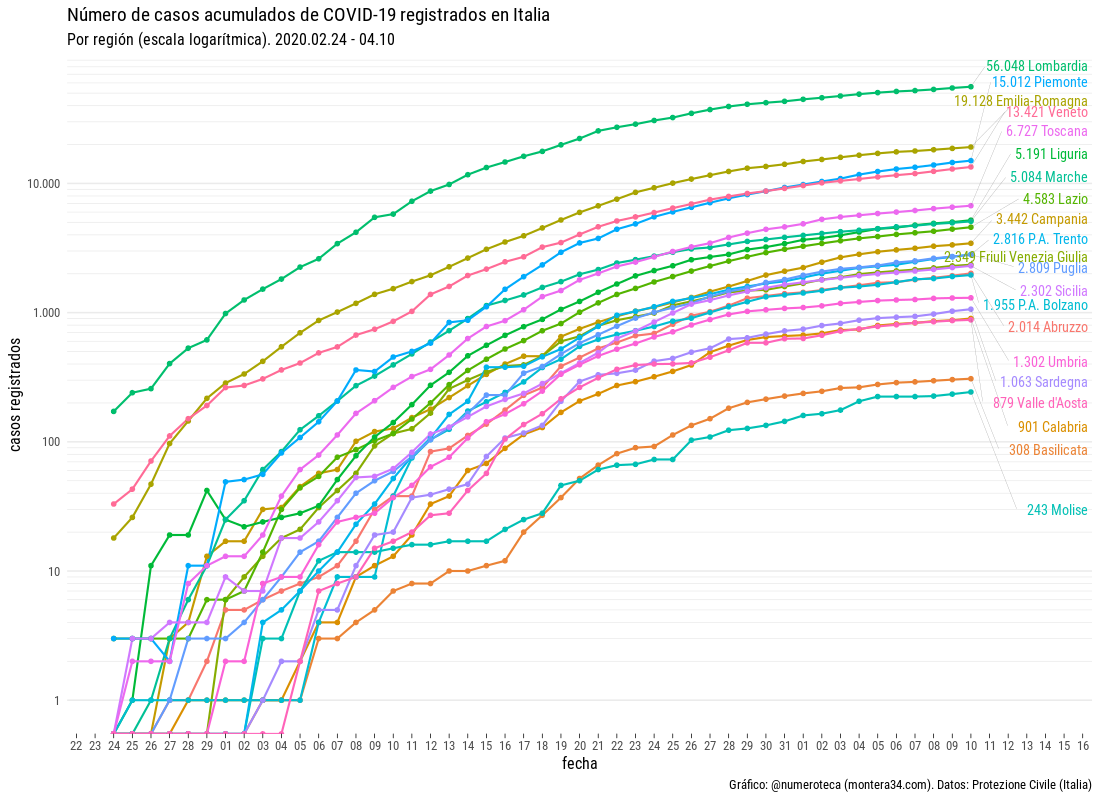 Número de casos acumulados de COVID-19 registrados en Italia
Por región (escala logarítmica). 2020.02.24 - 04.10
56.048 Lombardia
15.012 Piemonte
19.128 Emilia-Romagna
13.421 Veneto
6.727 Toscana
5.191 Liguria
5.084 Marche
4.583 Lazio
3.442 Campania
2.816 P.A. Trento
2.349 Friuli Venezia Giulia
2.809 Puglia
2.302 Sicilia
1.955 P.A. Bolzano
2.014 Abruzzo
1.302 Umbria
1.063 Sardegna
879 Valle d'Aosta
901 Calabria
308 Basilicata
243 Molise
casos registrados
10.000
1.000
100
10
1
22 23 24 25 26 27 28 29 01 02 03 04 05 06 07 08 09 10 11 12 13 14 15 16 17 18 19 20 21 22 23 24 25 26 27 28 29 30 31 01 02 03 04 05 06 07 08 09 10 11 12 13 14 15 16
fecha
Gráfico: @numeroteca (montera34.com). Datos: Protezione Civile (Italia)